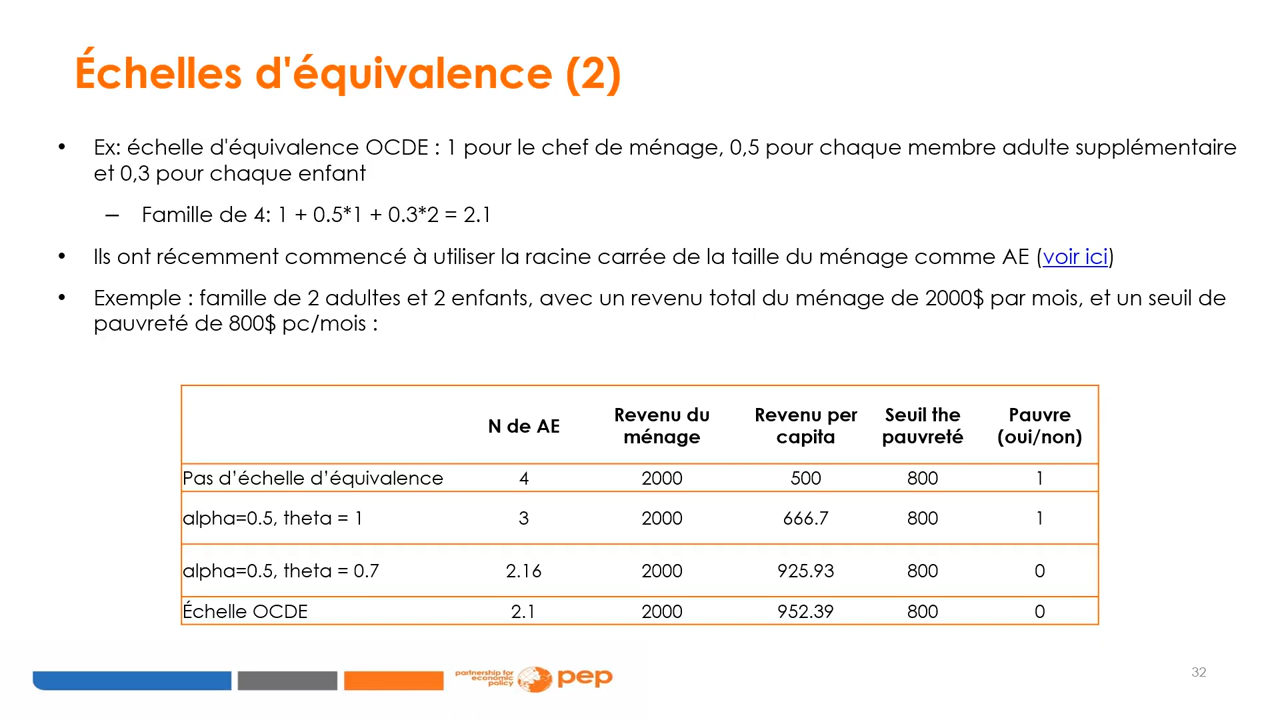 Échelles d'équivalence (2)
• Ex: échelle d'équivalence OCDE : 1 pour le chef de ménage, 0,5 pour chaque membre adulte supplémentaire
et 0,3 pour chaque enfant
– Famille de 4: 1 + 0.5*1 + 0.3*2 = 2.1
• Ils ont récemment commencé à utiliser la racine carrée de la taille du ménage comme AE (voir ici)
• Exemple : famille de 2 adultes et 2 enfants, avec un revenu total du ménage de 2000$ par mois, et un seuil de
pauvreté de 800$ pc/mois :
N de AE Revenu du ménage Revenu per capita Seuil the pauvreté Pauvre (oui/non)
Pas d’échelle d’équivalence 4 2000 500 800 1
alpha=0.5, theta = 1 3 2000 666.7 800 1
alpha=0.5, theta = 0.7 2.16 2000 925.93 800 0
Échelle OCDE 2.1 2000 952.39 800 0
partnership for
economic
policy
pep
32